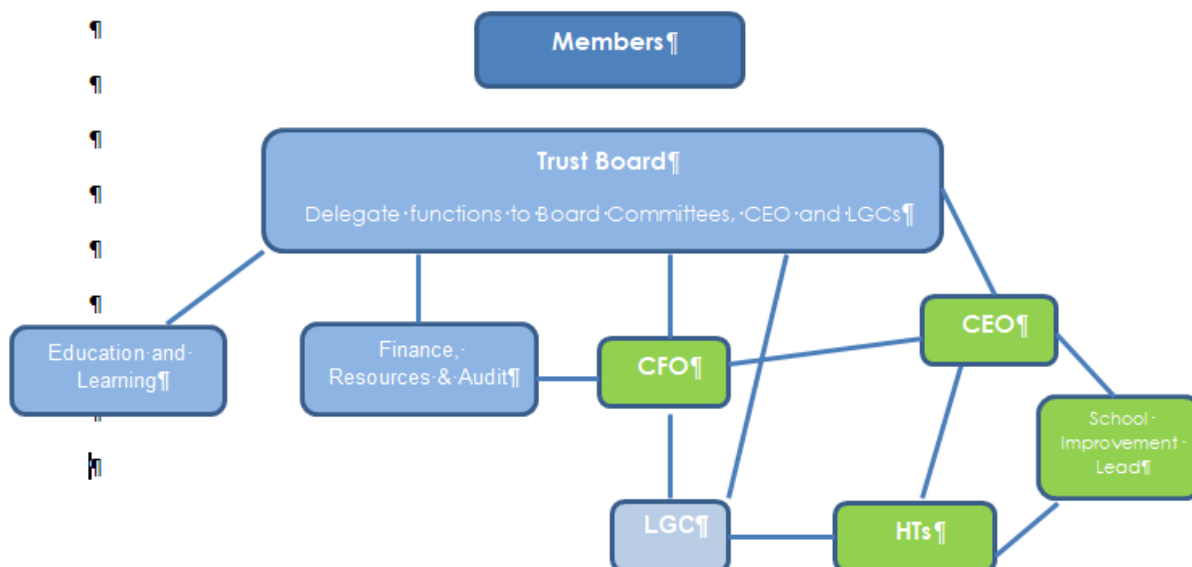 Members
Trust Board
Delegate functions to Board Committees, CEO and LGCs
CEO
Education and
Learning
Finance,
Resources & Audit
CFO
School
Improvement
Lead
LGC
HTs